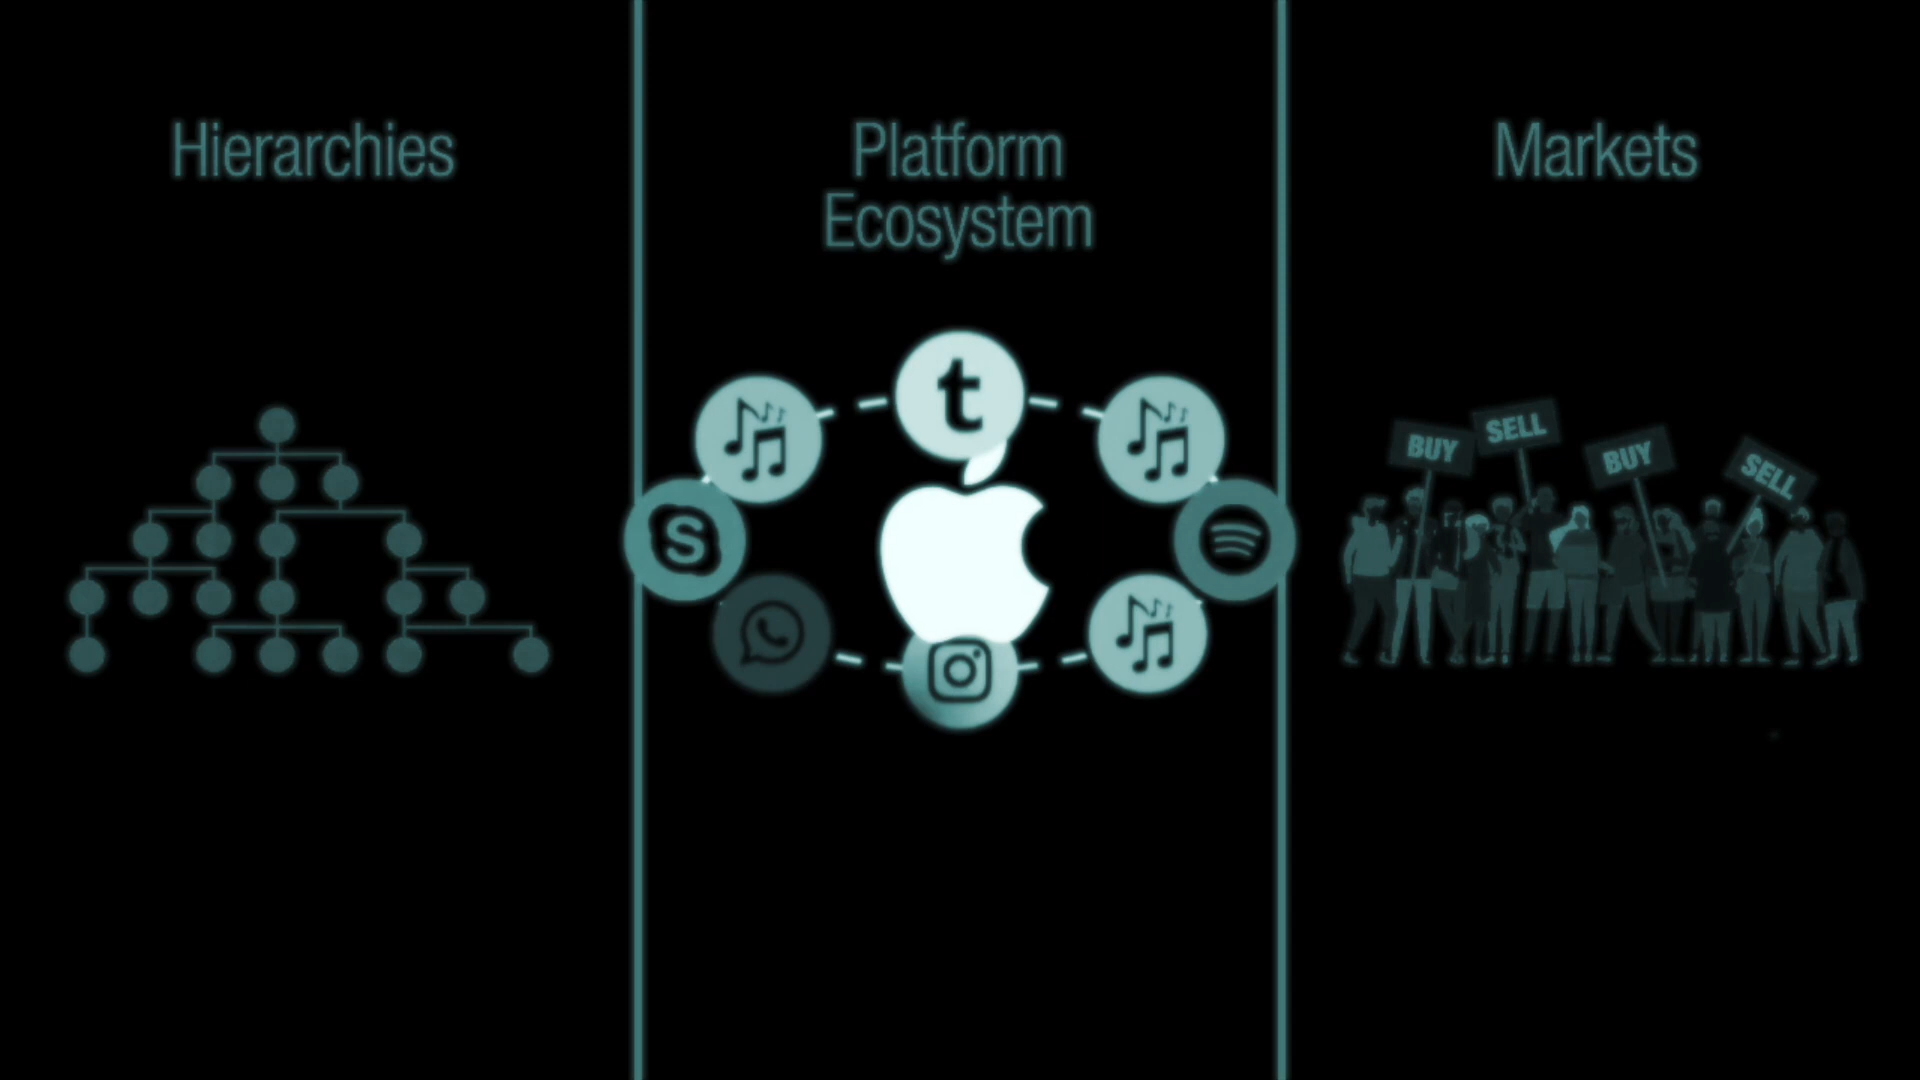 Hierarchies
Platform
Ecosystem
Markets
t
S
BUY
SELL
BUY
SELL